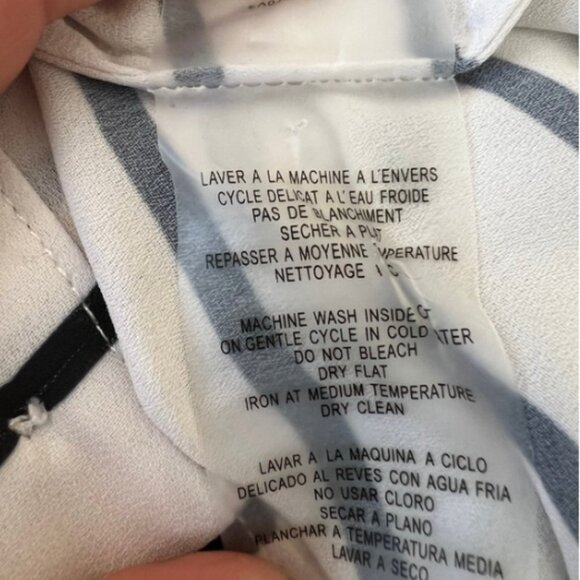 LAVER A LA MACHINE A L'ENVERS
CYCLE DELICAT A L'EAU FROIDE
PAS DE BLANCHIMENT
SECHER A PLAT
REPASSER A MOYENNE
NETTOYAGE
MACHINE WASH INSIDE
ON GENTLE CYCLE IN COLD
DO NOT BLEACH
DRY FLAT
IRON AT MEDIUM TEMPERATURE
DRY CLEAN
LAVAR A LA MAQUINA A CICLO
DELICADO AL REVES CON AGUA FRIA
NO USAR CLORO
SECAR A PLANO
PLANCHAR A TEMPERATURA MEDIA
LAVAR A SECO